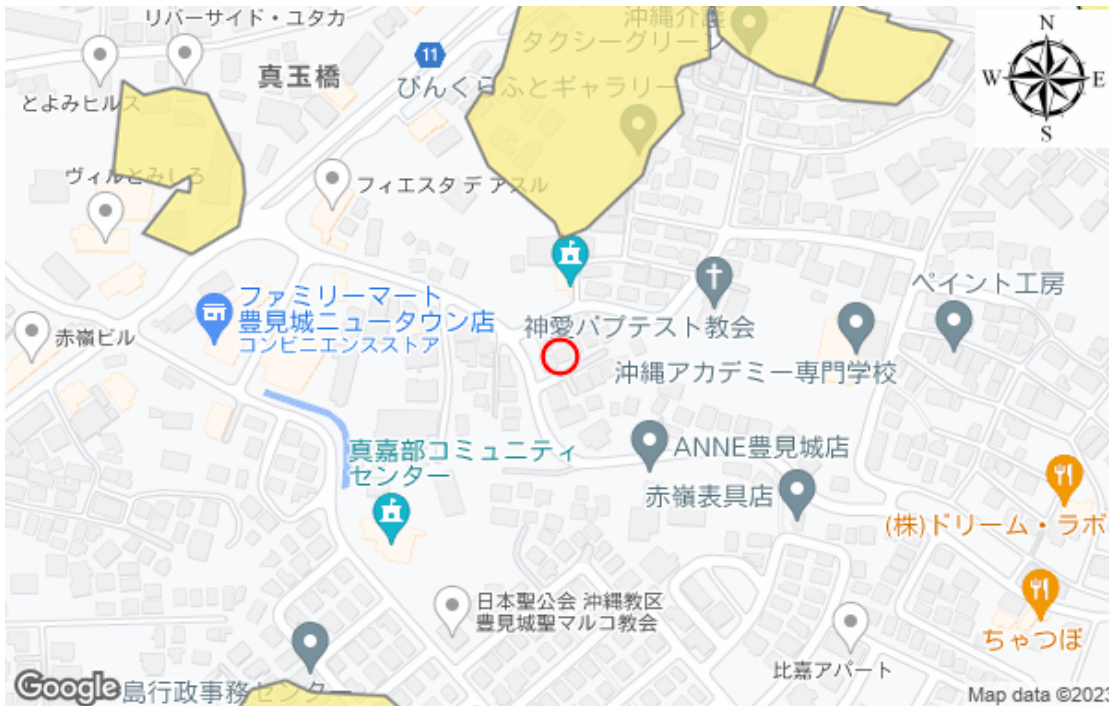 リバーサイド・ユタカ
沖縄介護
タクシーグリーン
N
W
E
S
11
真玉橋
びんくらふとギャラリー
とよみヒルズ
ヴィルとみしろ
フィエスタ デ アスル
ファミリーマート
豊見城ニュータウン店
コンビニエンスストア
赤嶺ビル
神愛バプテスト教会
ペイント工房
沖縄アカデミー専門学校
真嘉部コミュニティ
センター
ANNE豊見城店
赤嶺表具店
(株)ドリーム・ラボ
日本聖公会 沖縄教区
豊見城聖マルコ教会
ちゃつぼ
比嘉アパート
島行政事務センター
Google
Map data ©2023